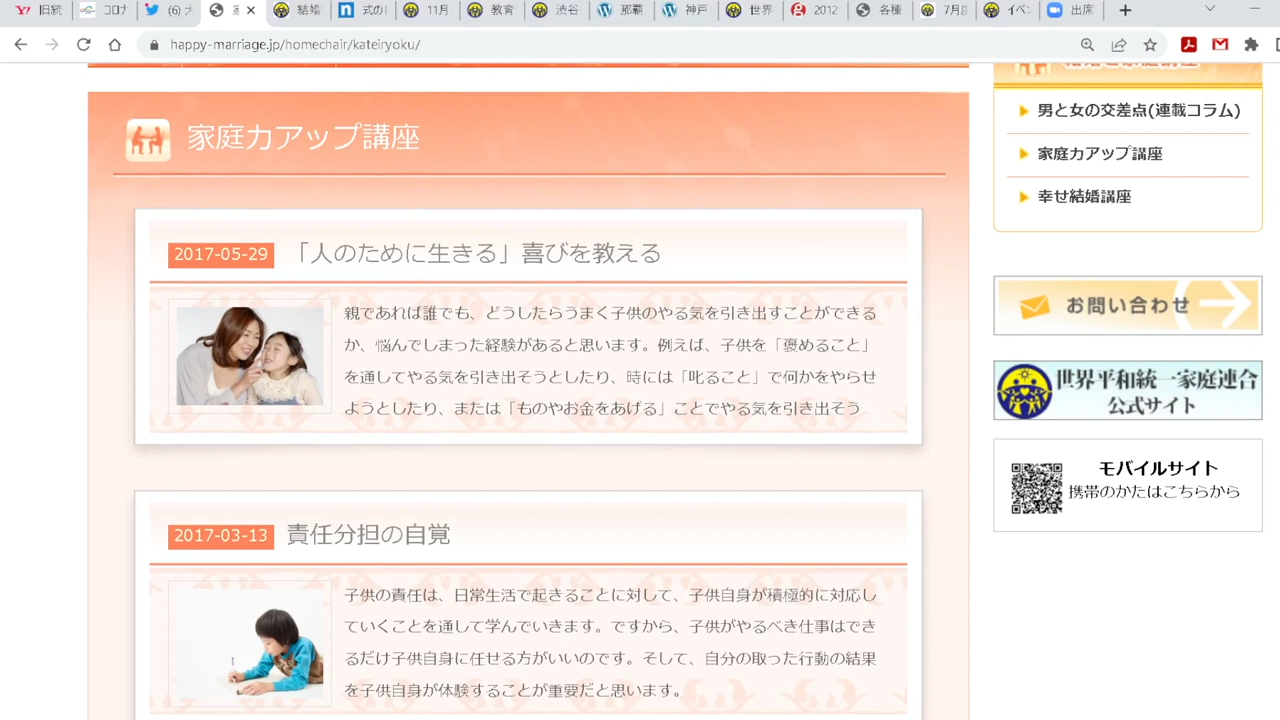 旧統
コロナ
(6) ナ
結婚
式の
11月
教育
渋谷
那覇
神戸
世界
2012
各種
7月
イベン
出席
happy-marriage.jp/homechair/kateiryoku/
家庭力アップ講座
2017-05-29 「人のために生きる」喜びを教える
親であれば誰でも、どうしたらうまく子供のやる気を引き出すことができる
か、悩んでしまった経験があると思います。例えば、子供を「褒めること」
を通してやる気を引き出そうとしたり、時には「叱ること」で何かをやらせ
ようとしたり、または「ものやお金をあげる」ことでやる気を引き出そう
2017-03-13 責任分担の自覚
子供の責任は、日常生活で起きることに対して、子供自身が積極的に対応し
ていくことを通して学んでいきます。ですから、子供がやるべき仕事はでき
るだけ子供自身に任せる方がいいのです。そして、自分の取った行動の結果
を子供自身が体験することが重要だと思います。
男と女の交差点(連載コラム)
家庭力アップ講座
幸せ結婚講座
お問い合わせ
世界平和統一家庭連合
公式サイト
モバイルサイト
携帯のかたはこちらから